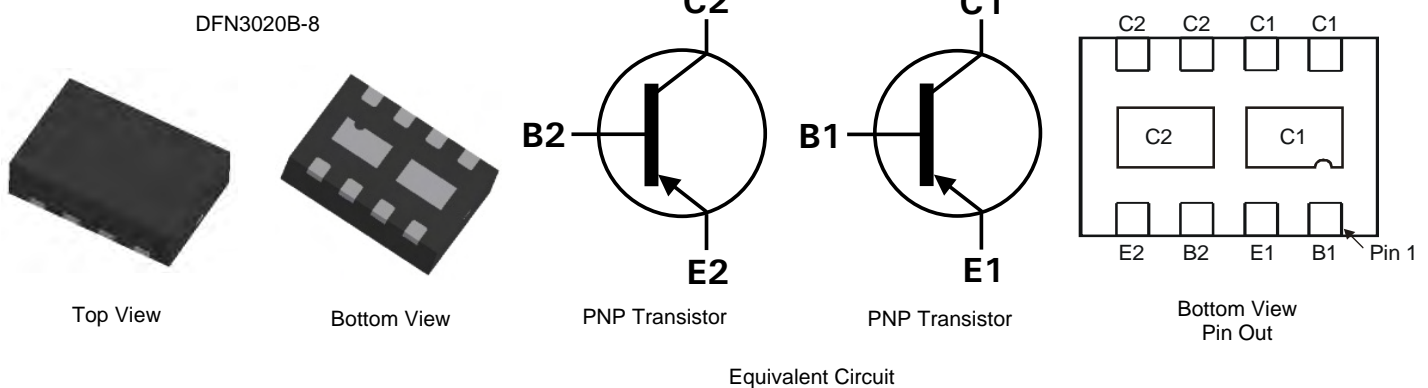 DFN3020B-8
C2
C1
B2
B1
E2
E1
C2 C2 C1 C1
C2 C1
E2 B2 E1 B1 Pin 1
Top View
Bottom View
PNP Transistor
PNP Transistor
Bottom View
Pin Out
Equivalent Circuit